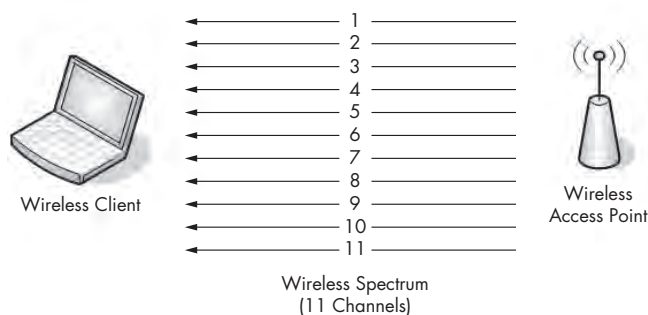 1
2
3
4
5
6
7
8
9
10
11
Wireless Client
Wireless
Access Point
Wireless Spectrum
(11 Channels)